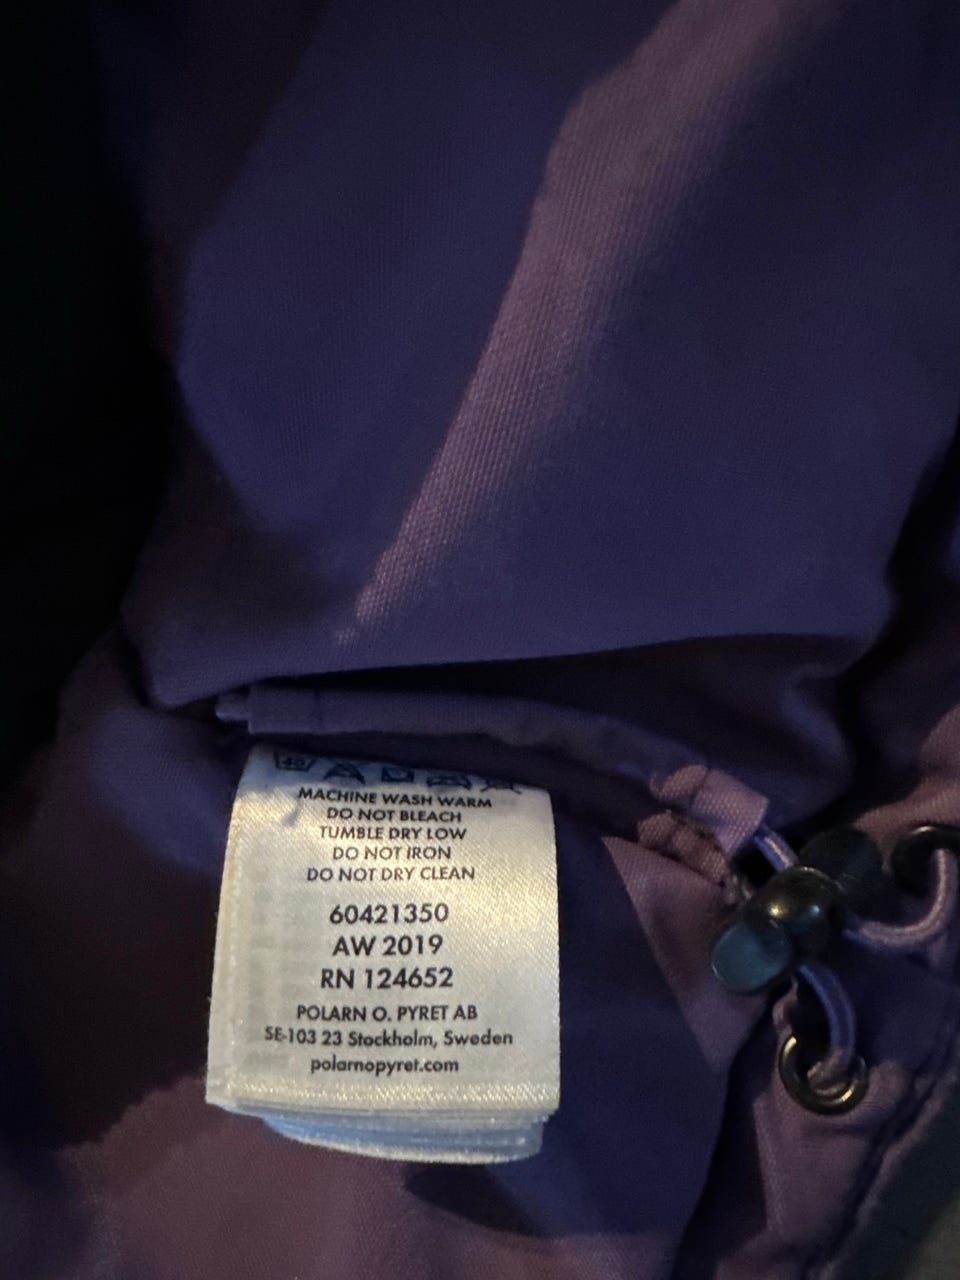 40
MACHINE WASH WARM
DO NOT BLEACH
TUMBLE DRY LOW
DO NOT IRON
DO NOT DRY CLEAN
60421350
AW 2019
RN 124652
POLARN O. PYRET AB
SE-103 23 Stockholm, Sweden
polarnopyret.com